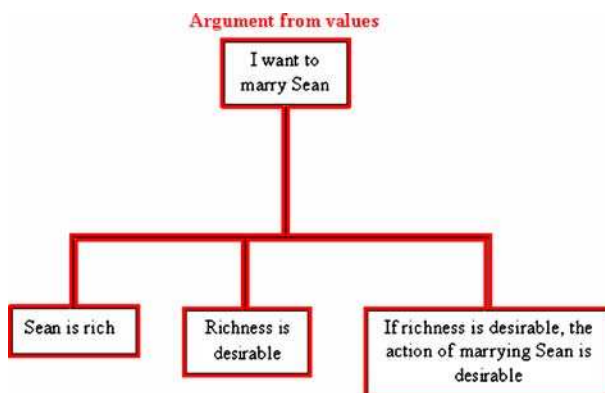 Argument from values
I want to
marry Sean
Sean is rich
Richness is
desirable
If richness is desirable, the
action of marrying Sean is
desirable